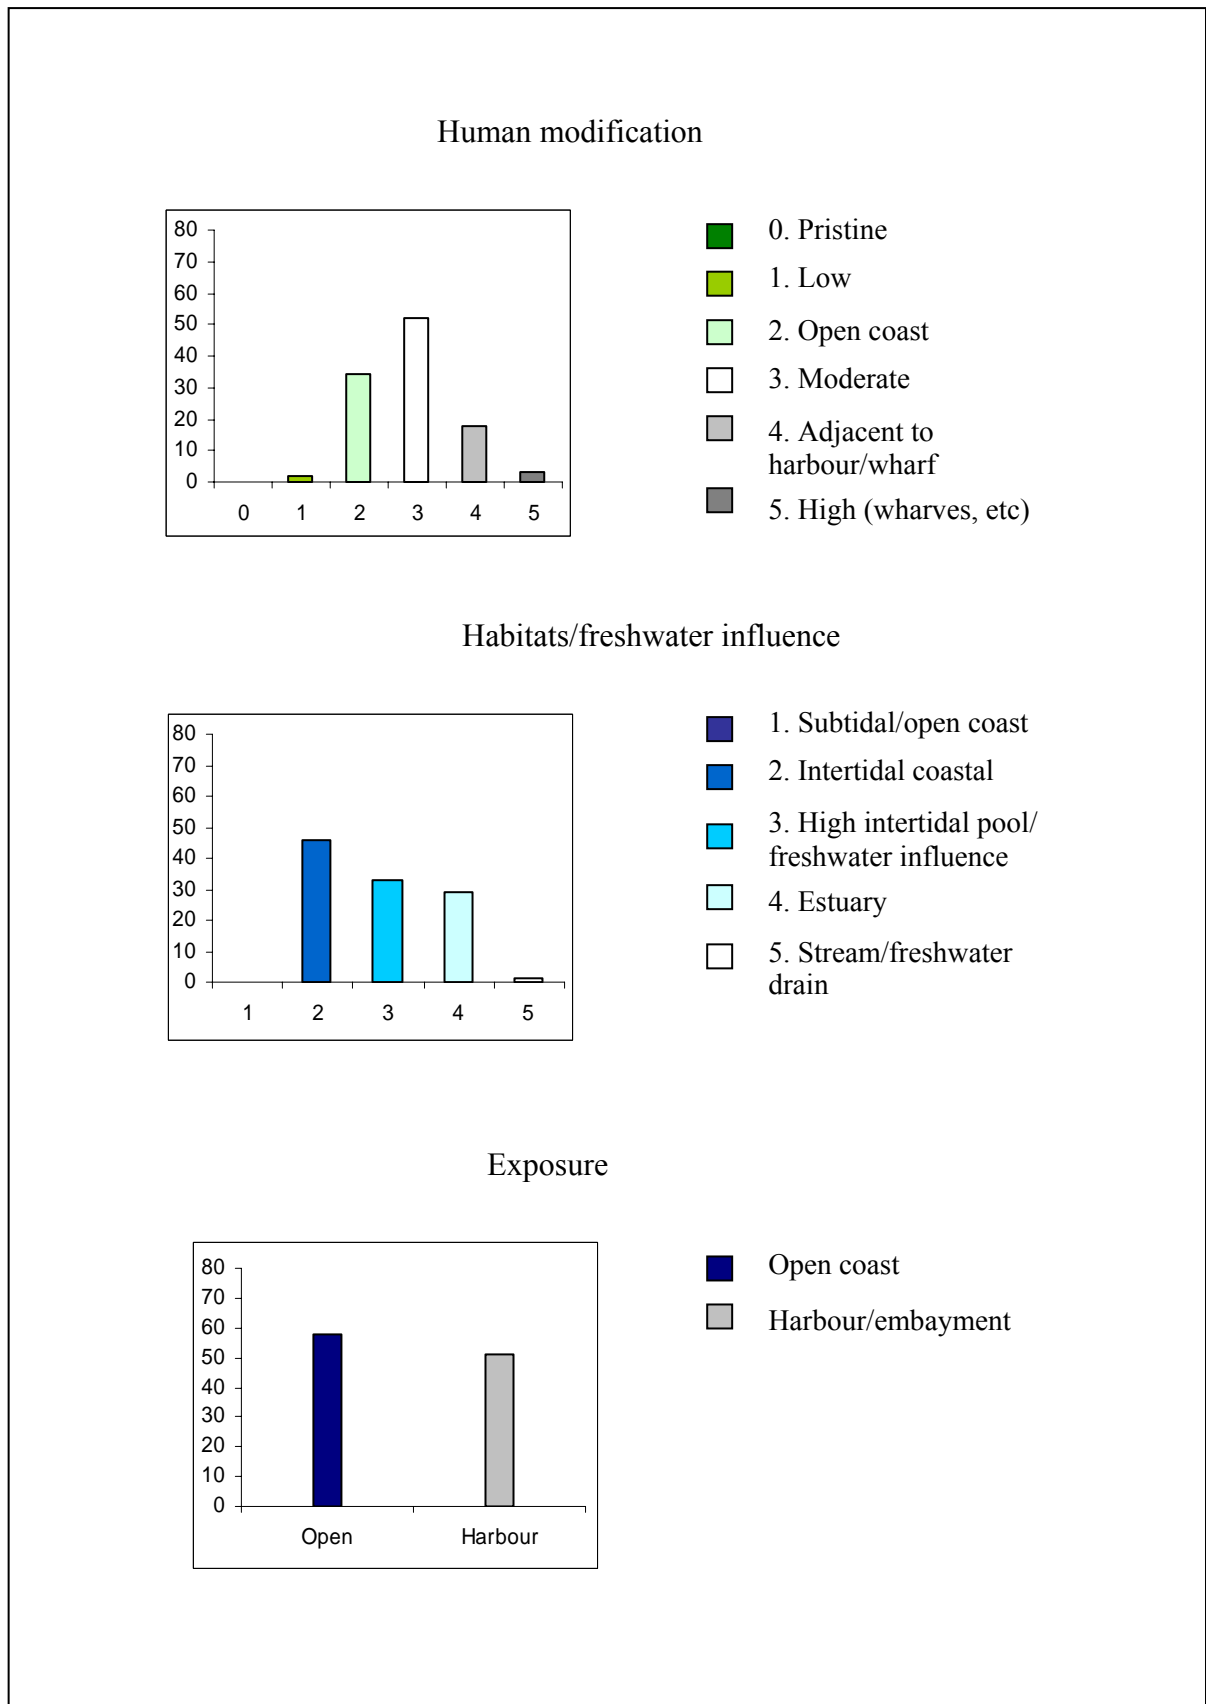 Human modification
80
70
60
50
40
30
20
10
0
0 1 2 3 4 5
0. Pristine
1. Low
2. Open coast
3. Moderate
4. Adjacent to
harbour/wharf
5. High (wharves, etc)
Habitats/freshwater influence
80
70
60
50
40
30
20
10
0
1 2 3 4 5
1. Subtidal/open coast
2. Intertidal coastal
3. High intertidal pool/
freshwater influence
4. Estuary
5. Stream/freshwater
drain
Exposure
80
70
60
50
40
30
20
10
0
Open Harbour
Open coast
Harbour/embayment